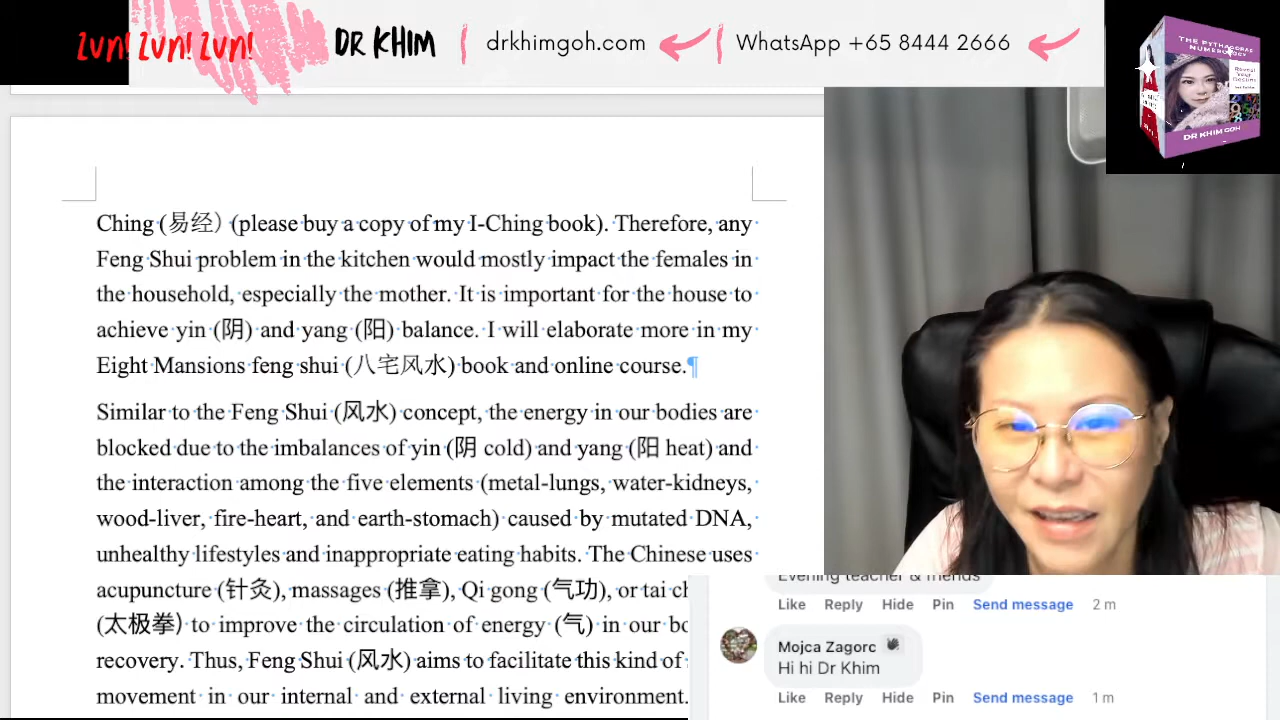 ZUN! ZUN! ZUN!
DR KHIM
drkhimgoh.com
WhatsApp +65 8444 2666
THE PYTHAGORAS
NUMEROLOGY
Reveal
Your
Destiny
DR KHIM GOH
Ching (易经) (please buy a copy of my I-Ching book). Therefore, any
Feng Shui problem in the kitchen would mostly impact the females in
the household, especially the mother. It is important for the house to
achieve yin (阴) and yang (阳) balance. I will elaborate more in my
Eight Mansions feng shui (八宅风水) book and online course.¶
Similar to the Feng Shui (风水) concept, the energy in our bodies are
blocked due to the imbalances of yin (阴 cold) and yang (阳 heat) and
the interaction among the five elements (metal-lungs, water-kidneys,
wood-liver, fire-heart, and earth-stomach) caused by mutated DNA,
unhealthy lifestyles and inappropriate eating habits. The Chinese uses
acupuncture (针灸), massages (推拿), Qi gong (气功), or tai ch
(太极拳) to improve the circulation of energy (气) in our bo
recovery. Thus, Feng Shui (风水) aims to facilitate this kind of
movement in our internal and external living environment.
Evening teacher & friends
Like Reply Hide Pin Send message 2 m
Mojca Zagorc
Hi hi Dr Khim
Like Reply Hide Pin Send message 1 m